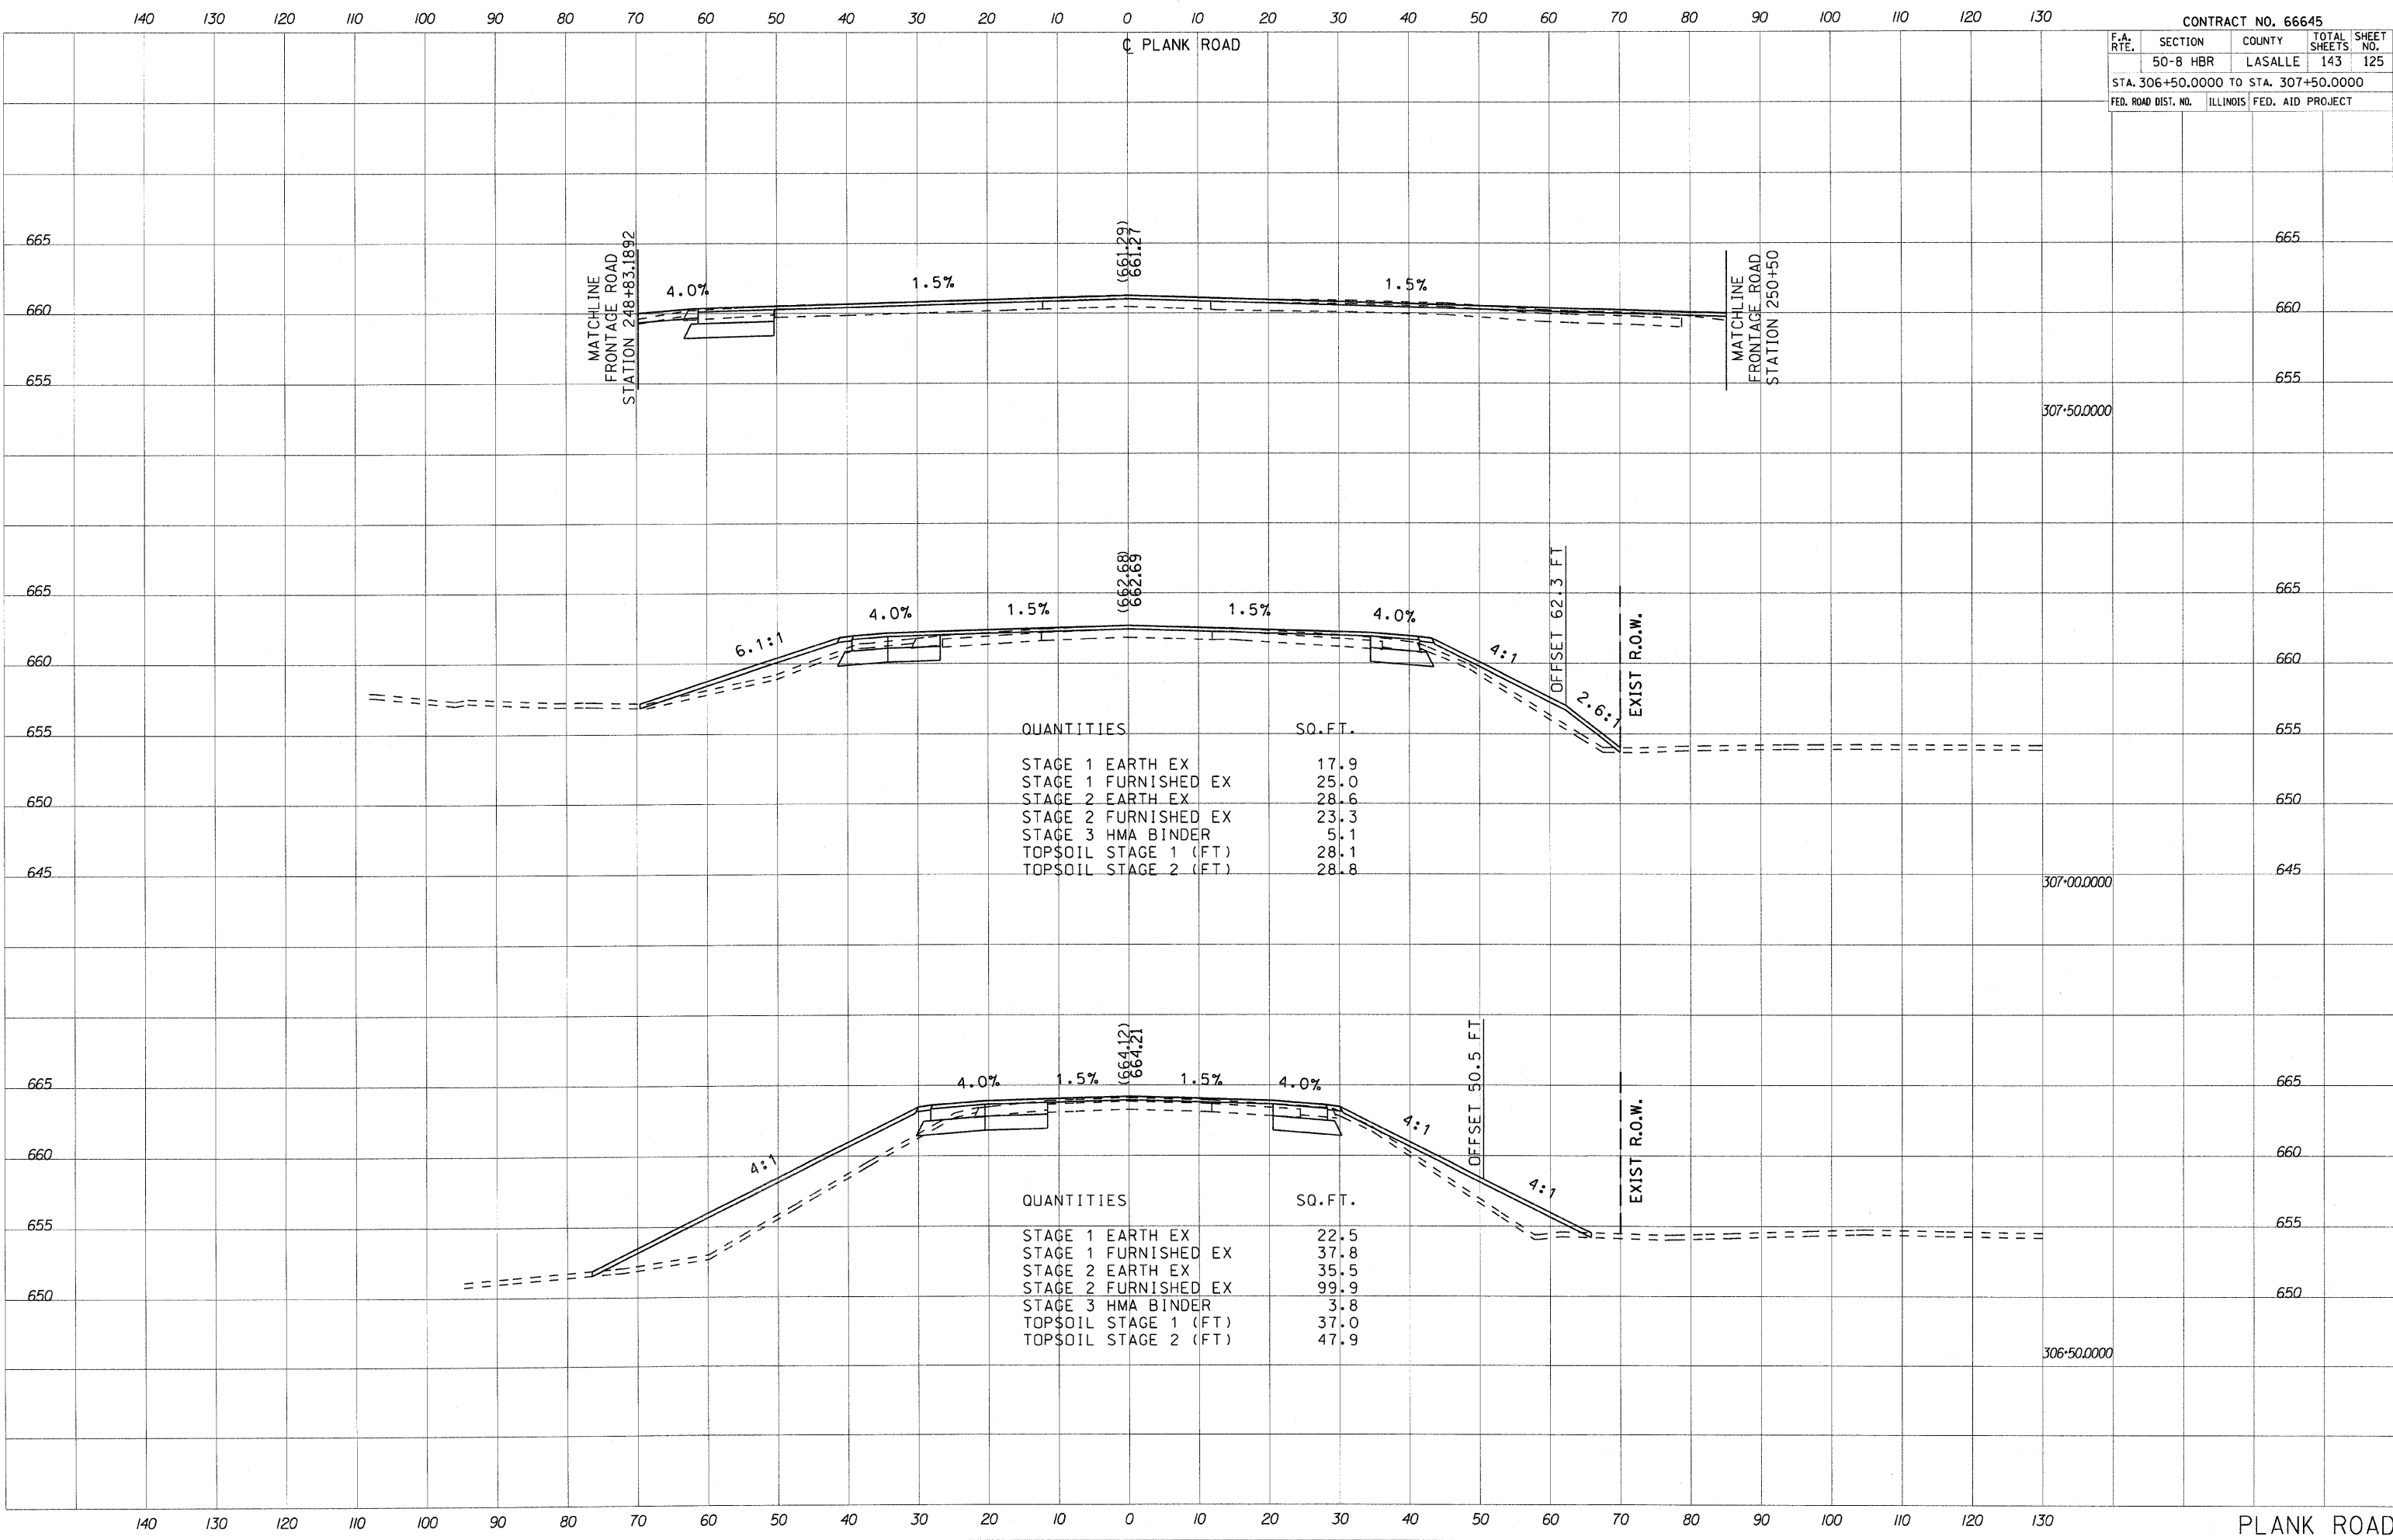 140 130 120 110 100 90 80 70 60 50 40 30 20 10 0 10 20 30 40 50 60 70 80 90 100 110 120 130
CONTRACT NO. 66645
F.A. RTE. SECTION COUNTY TOTAL SHEETS SHEET NO.
50-8 HBR LASALLE 143 125
STA. 306+50.0000 TO STA. 307+50.0000
FED. ROAD DIST. NO. ILLINOIS FED. AID PROJECT
℄ PLANK ROAD
665 665
660 660
655 655
MATCHLINE
FRONTAGE ROAD
STATION 248+83.1892
4.0% 1.5%
(661.29)
661.27
1.5%
MATCHLINE
FRONTAGE ROAD
STATION 250+50
307+50.0000
665 665
660 660
655 655
650 650
645 645
6.1:1 4.0% 1.5%
(662.68)
662.69
1.5% 4.0% 4:1
OFFSET 62.3 FT
2.6:1
EXIST R.O.W.
QUANTITIES SQ.FT.
STAGE 1 EARTH EX 17.9
STAGE 1 FURNISHED EX 25.0
STAGE 2 EARTH EX 28.6
STAGE 2 FURNISHED EX 23.3
STAGE 3 HMA BINDER 5.1
TOPSOIL STAGE 1 (FT) 28.1
TOPSOIL STAGE 2 (FT) 28.8
307+00.0000
665 665
660 660
655 655
650 650
4:1 4.0% 1.5%
(664.12)
664.21
1.5% 4.0% 4:1
OFFSET 50.5 FT
4:1
EXIST R.O.W.
QUANTITIES SQ.FT.
STAGE 1 EARTH EX 22.5
STAGE 1 FURNISHED EX 37.8
STAGE 2 EARTH EX 35.5
STAGE 2 FURNISHED EX 99.9
STAGE 3 HMA BINDER 3.8
TOPSOIL STAGE 1 (FT) 37.0
TOPSOIL STAGE 2 (FT) 47.9
306+50.0000
140 130 120 110 100 90 80 70 60 50 40 30 20 10 0 10 20 30 40 50 60 70 80 90 100 110 120 130
PLANK ROAD